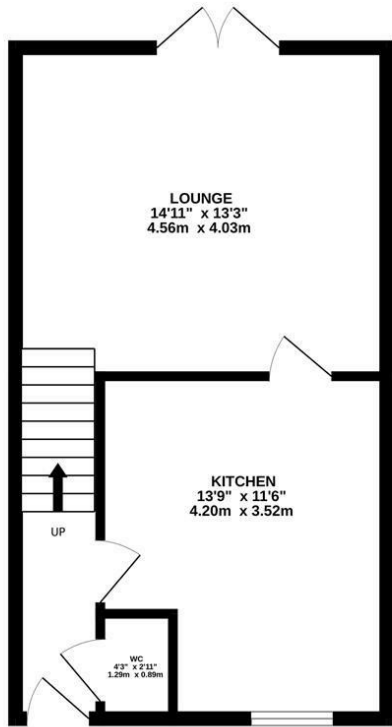 LOUNGE
14'11" x 13'3"
4.56m x 4.03m
KITCHEN
13'9" x 11'6"
4.20m x 3.52m
UP
WC
4'3" x 2'11"
1.29m x 0.89m